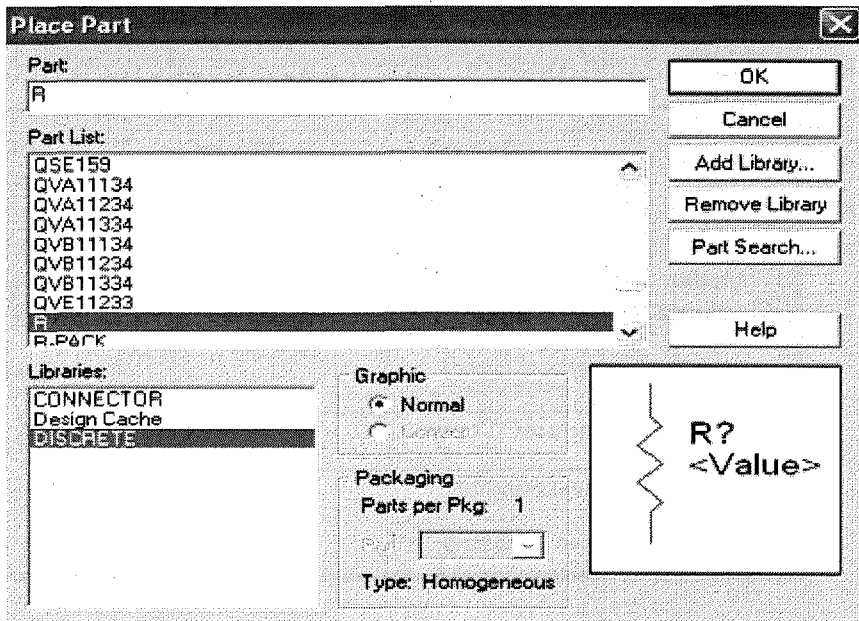 Place Part
Part:
R
OK
Cancel
Part List:
QSE159
QVA11134
QVA11234
QVA11334
QVB11134
QVB11234
QVB11334
QVE11233
R
R-PACK
Add Library...
Remove Library
Part Search...
Help
Libraries:
CONNECTOR
Design Cache
DISCRETE
Graphic
Normal
Convert
Packaging
Parts per Pkg: 1
Part:
Type: Homogeneous
R?
<Value>